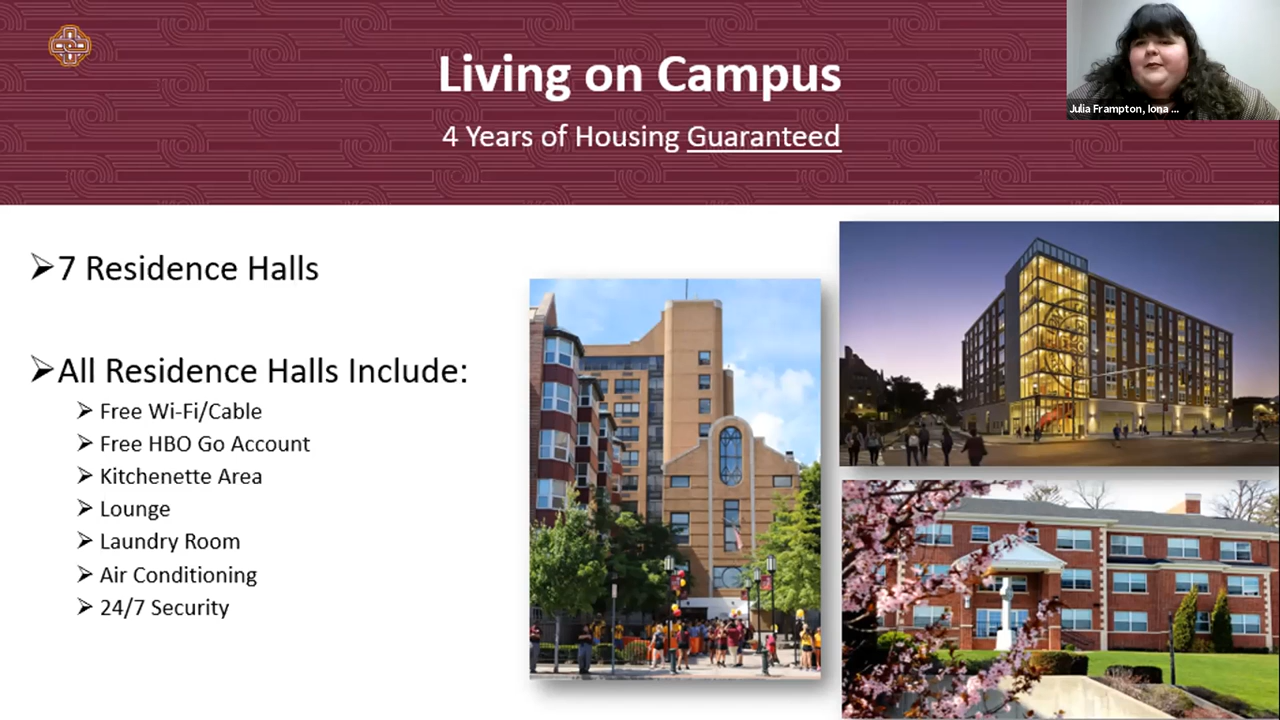 Living on Campus
4 Years of Housing Guaranteed
Julia Frampton, Iona ...
7 Residence Halls
All Residence Halls Include:
Free Wi-Fi/Cable
Free HBO Go Account
Kitchenette Area
Lounge
Laundry Room
Air Conditioning
24/7 Security